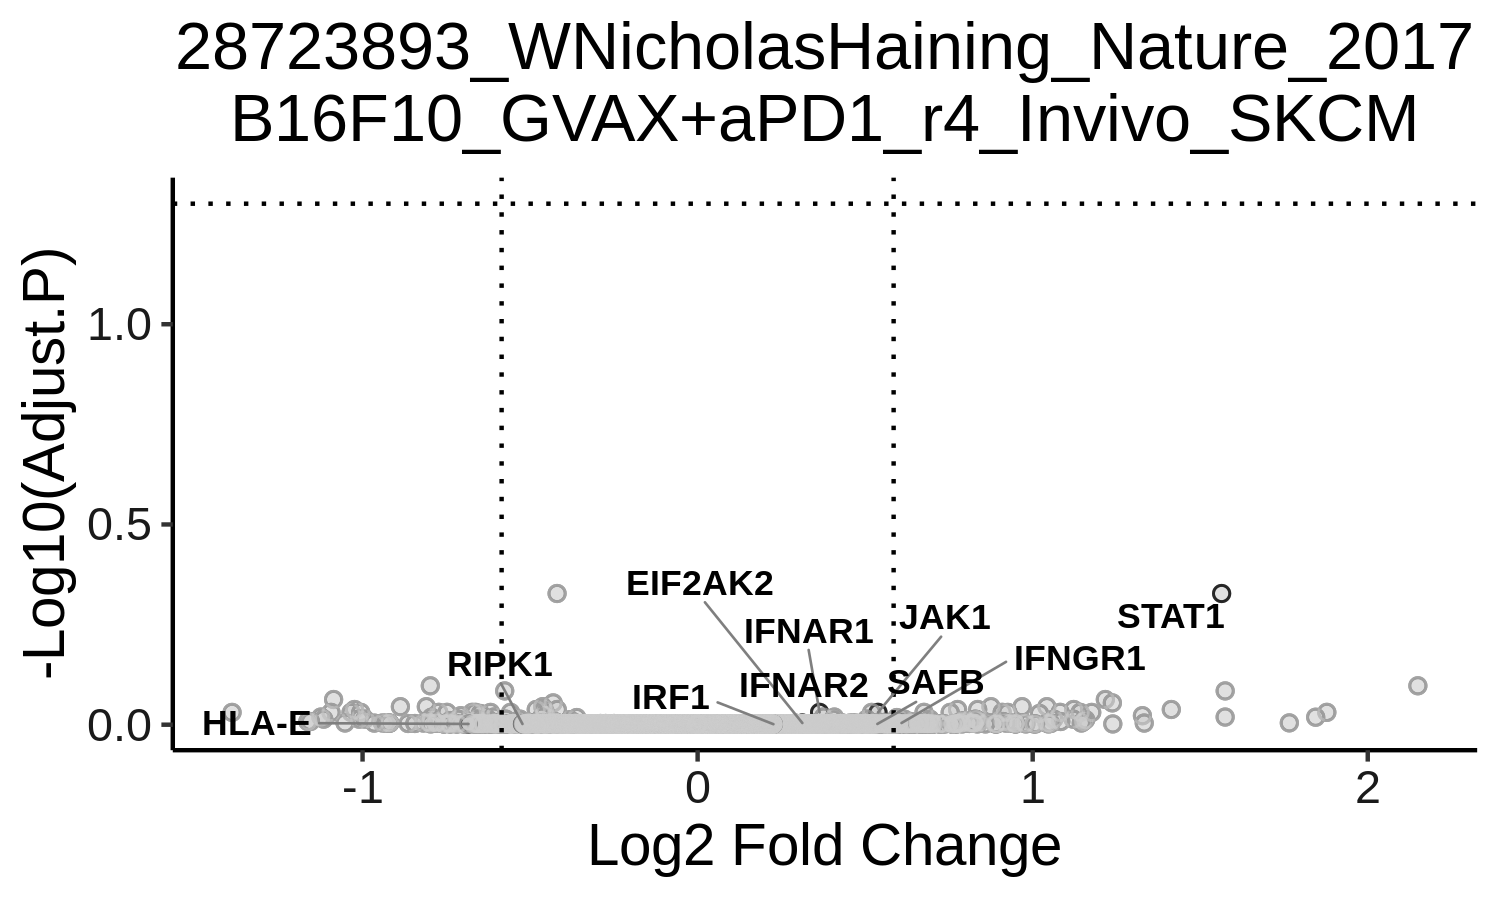 28723893_WNicholasHaining_Nature_2017
B16F10_GVAX+aPD1_r4_Invivo_SKCM
-Log10(Adjust.P)
1.0
0.5
0.0
EIF2AK2
STAT1
JAK1
IFNAR1
IFNGR1
RIPK1
SAFB
IFNAR2
IRF1
HLA-E
-1 0 1 2
Log2 Fold Change